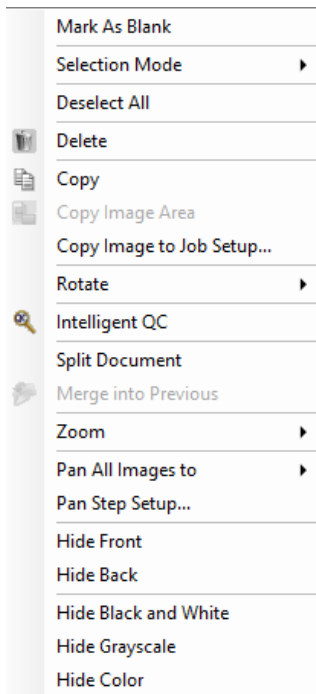 Mark As Blank
Selection Mode
Deselect All
Delete
Copy
Copy Image Area
Copy Image to Job Setup...
Rotate
Intelligent QC
Split Document
Merge into Previous
Zoom
Pan All Images to
Pan Step Setup...
Hide Front
Hide Back
Hide Black and White
Hide Grayscale
Hide Color